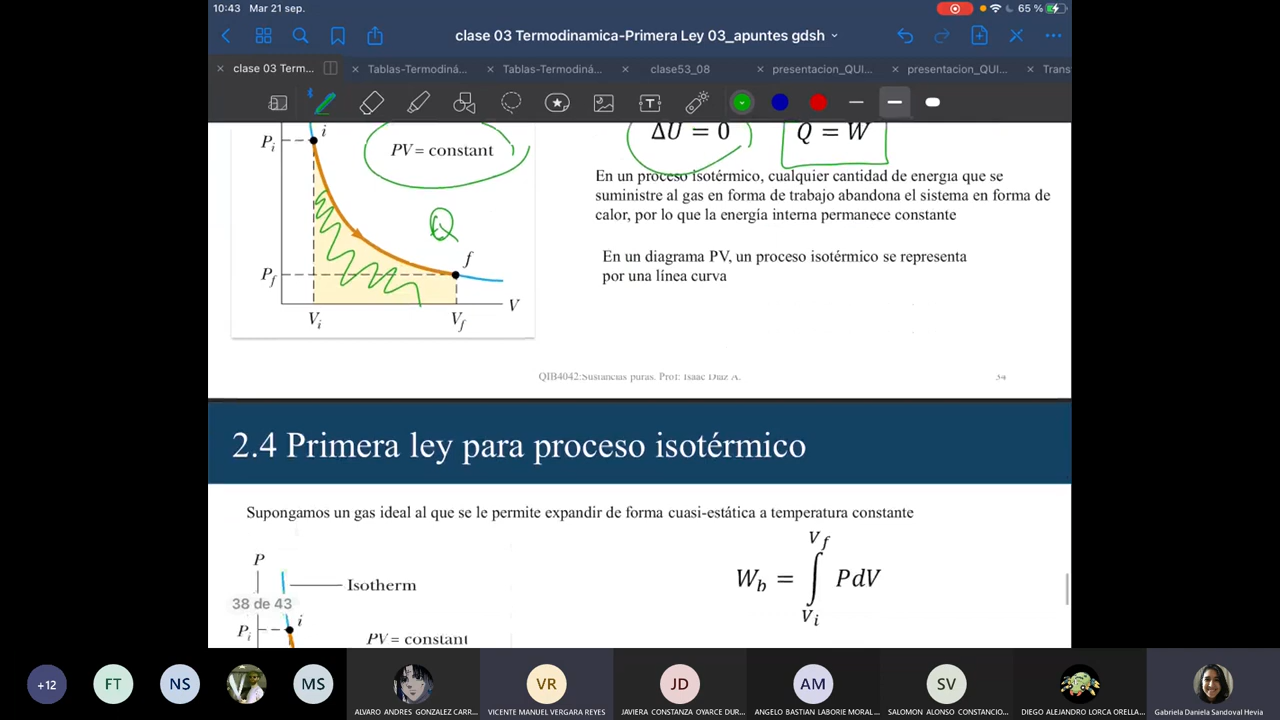 10:43 Mar 21 sep.
65 %
clase 03 Termodinamica-Primera Ley 03_apuntes gdsh
clase 03 Term...
Tablas-Termodiná...
Tablas-Termodiná...
clase53_08
presentacion_QUI...
presentacion_QUI...
Trans
P_i
i
PV = constant
Q
f
P_f
V_i
V_f
V
ΔU = 0
Q = W
En un proceso isotérmico, cualquier cantidad de energía que se
suministre al gas en forma de trabajo abandona el sistema en forma de
calor, por lo que la energía interna permanece constante
En un diagrama PV, un proceso isotérmico se representa
por una línea curva
QIB4042:Sustancias puras. Prof: Isaac Díaz A.
34
2.4 Primera ley para proceso isotérmico
Supongamos un gas ideal al que se le permite expandir de forma cuasi-estática a temperatura constante
P
Isotherm
38 de 43
P_i
i
PV = constant
W_b = ∫_{V_i}^{V_f} PdV
+12
FT
NS
MS
ALVARO ANDRES GONZALEZ CARR...
VR
VICENTE MANUEL VERGARA REYES
JD
JAVIERA CONSTANZA OYARCE DUR...
AM
ANGELO BASTIAN LABORIE MORAL...
SV
SALOMON ALONSO CONSTANCIO...
DIEGO ALEJANDRO LORCA ORELLA...
Gabriela Daniela Sandoval Hevia